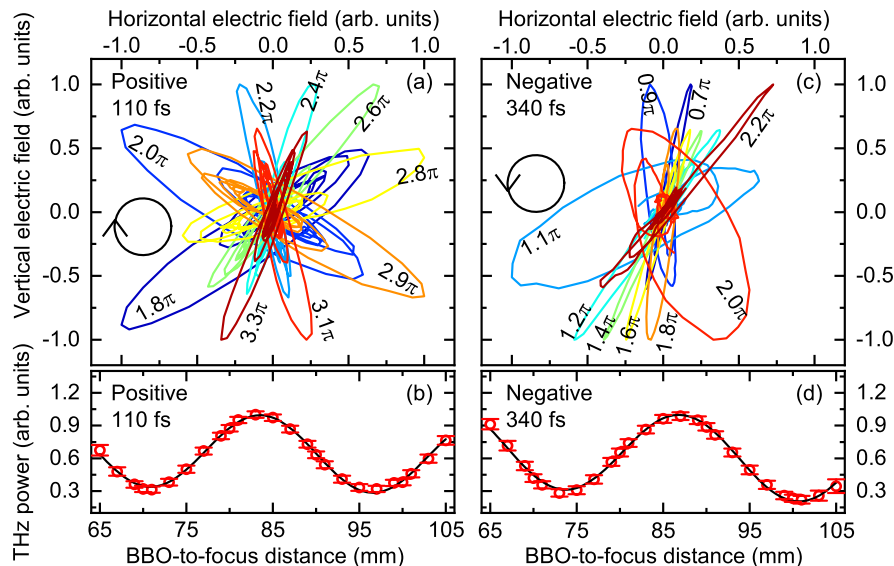 Horizontal electric field (arb. units)
Horizontal electric field (arb. units)
-1.0 -0.5 0.0 0.5 1.0
-1.0 -0.5 0.0 0.5 1.0
Vertical electric field (arb. units)
1.0
0.5
0.0
-0.5
-1.0
Positive
110 fs
(a)
2.2π
2.4π
2.6π
2.0π
2.8π
1.8π
2.9π
3.3π
3.1π
Negative
340 fs
(c)
0.6π
0.7π
2.2π
1.1π
2.0π
1.2π
1.4π
1.6π
1.8π
1.0
0.5
0.0
-0.5
-1.0
THz power (arb. units)
1.2
0.9
0.6
0.3
Positive
110 fs
(b)
Negative
340 fs
(d)
1.2
0.9
0.6
0.3
65 75 85 95 105
65 75 85 95 105
BBO-to-focus distance (mm)
BBO-to-focus distance (mm)